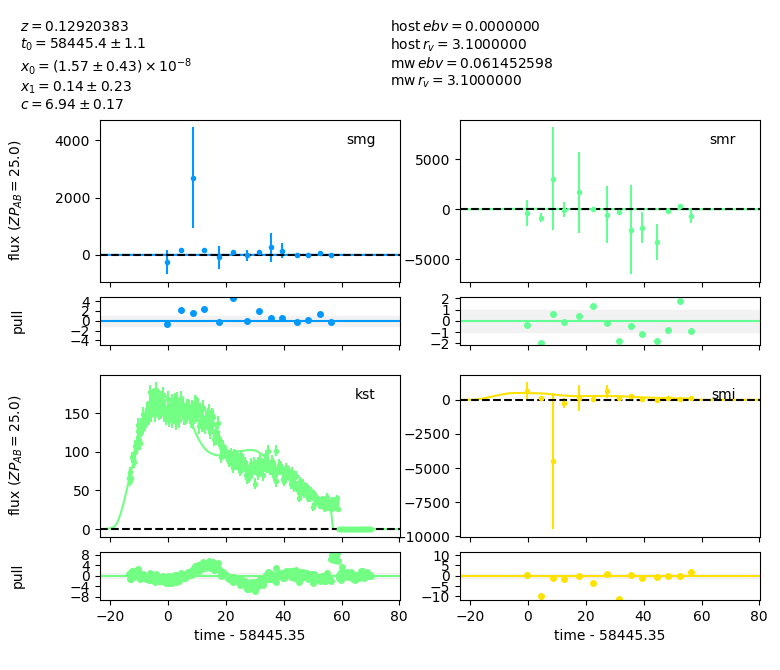 z = 0.12920383
t₀ = 58445.4 ± 1.1
x₀ = (1.57 ± 0.43) × 10⁻⁸
x₁ = 0.14 ± 0.23
c = 6.94 ± 0.17
host ebv = 0.0000000
host r_v = 3.1000000
mw ebv = 0.061452598
mw r_v = 3.1000000
smg
4000
2000
0
flux (ZP_AB = 25.0)
smr
5000
0
−5000
4
2
0
−2
−4
pull
2
1
0
−1
−2
kst
150
100
50
0
flux (ZP_AB = 25.0)
smi
0
−2500
−5000
−7500
−10000
8
4
0
−4
−8
pull
10
5
0
−5
−10
−20 0 20 40 60 80
time - 58445.35
−20 0 20 40 60 80
time - 58445.35